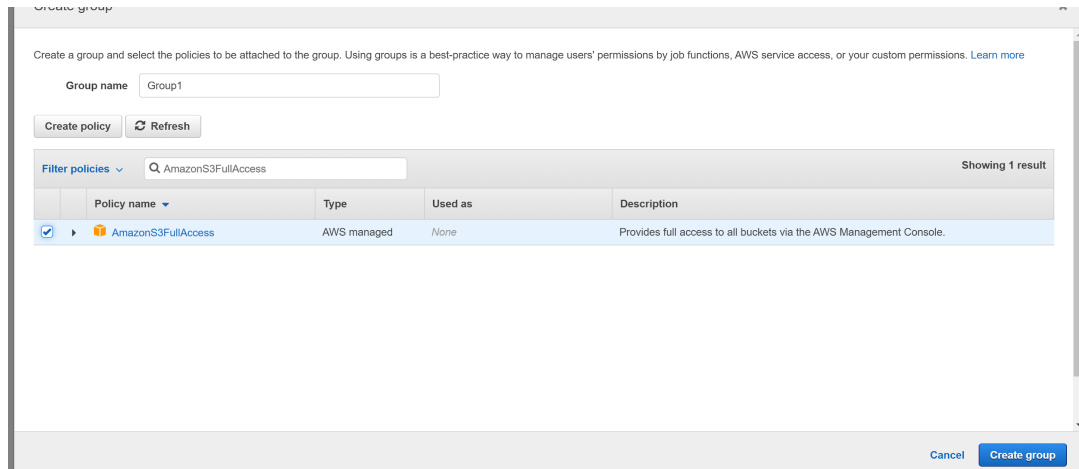 Create group
Create a group and select the policies to be attached to the group. Using groups is a best-practice way to manage users' permissions by job functions, AWS service access, or your custom permissions. Learn more
Group name Group1
Create policy Refresh
Filter policies AmazonS3FullAccess Showing 1 result
Policy name Type Used as Description
AmazonS3FullAccess AWS managed None Provides full access to all buckets via the AWS Management Console.
Cancel Create group